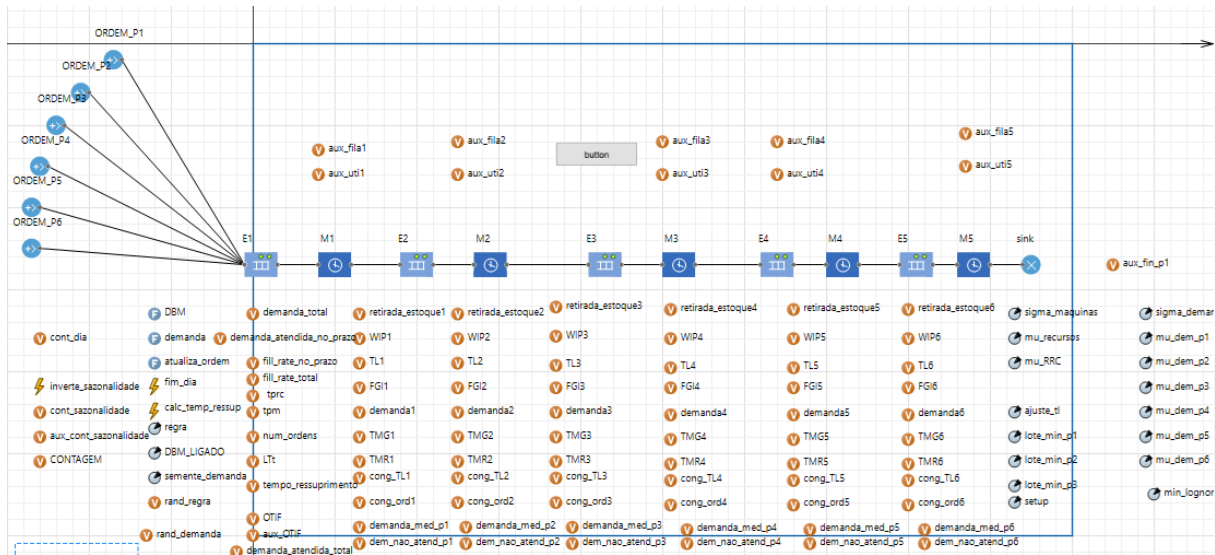 ORDEM_P1
ORDEM_P2
ORDEM_P3
ORDEM_P4
ORDEM_P5
ORDEM_P6
aux_fila1 aux_fila2 button aux_fila3 aux_fila4 aux_fila5
aux_uti1 aux_uti2 aux_uti3 aux_uti4 aux_uti5
E1 M1 E2 M2 E3 M3 E4 M4 E5 M5 sink
aux_fin_p1
DBM demanda_total retirada_estoque1 retirada_estoque2 retirada_estoque3 retirada_estoque4 retirada_estoque5 retirada_estoque6 sigma_maquinas sigma_demar
cont_dia demanda demanda_atendida_no_prazo WIP1 WIP2 WIP3 WIP4 WIP5 WIP6 mu_recursos mu_dem_p1
atualiza_ordem fill_rate_no_prazo TL1 TL2 TL3 TL4 TL5 TL6 mu_RRC mu_dem_p2
inverte_sazonalidade fim_dia fill_rate_total FGI1 FGI2 FGI3 FGI4 FGI5 FGI6 mu_dem_p3
tprc
cont_sazonalidade calc_temp_ressup tpm demanda1 demanda2 demanda3 demanda4 demanda5 demanda6 ajuste_tl mu_dem_p4
regra
aux_cont_sazonalidade num_ordens TMG1 TMG2 TMG3 TMG4 TMG5 TMG6 lote_min_p1 mu_dem_p5
CONTAGEM DBM_LIGADO LTt TMR1 TMR2 TMR3 TMR4 TMR5 TMR6 lote_min_p2 mu_dem_p6
semente_demanda tempo_ressuprimento cong_TL1 cong_TL2 cong_TL3 cong_TL4 cong_TL5 cong_TL6 lote_min_p3 min_lognor
rand_regra cong_ord1 cong_ord2 cong_ord3 cong_ord4 cong_ord5 cong_ord6 setup
OTIF demanda_med_p1 demanda_med_p2 demanda_med_p3 demanda_med_p4 demanda_med_p5 demanda_med_p6
rand_demanda aux_OTIF dem_nao_atend_p1 dem_nao_atend_p2 dem_nao_atend_p3 dem_nao_atend_p4 dem_nao_atend_p5 dem_nao_atend_p6
demanda_atendida_total